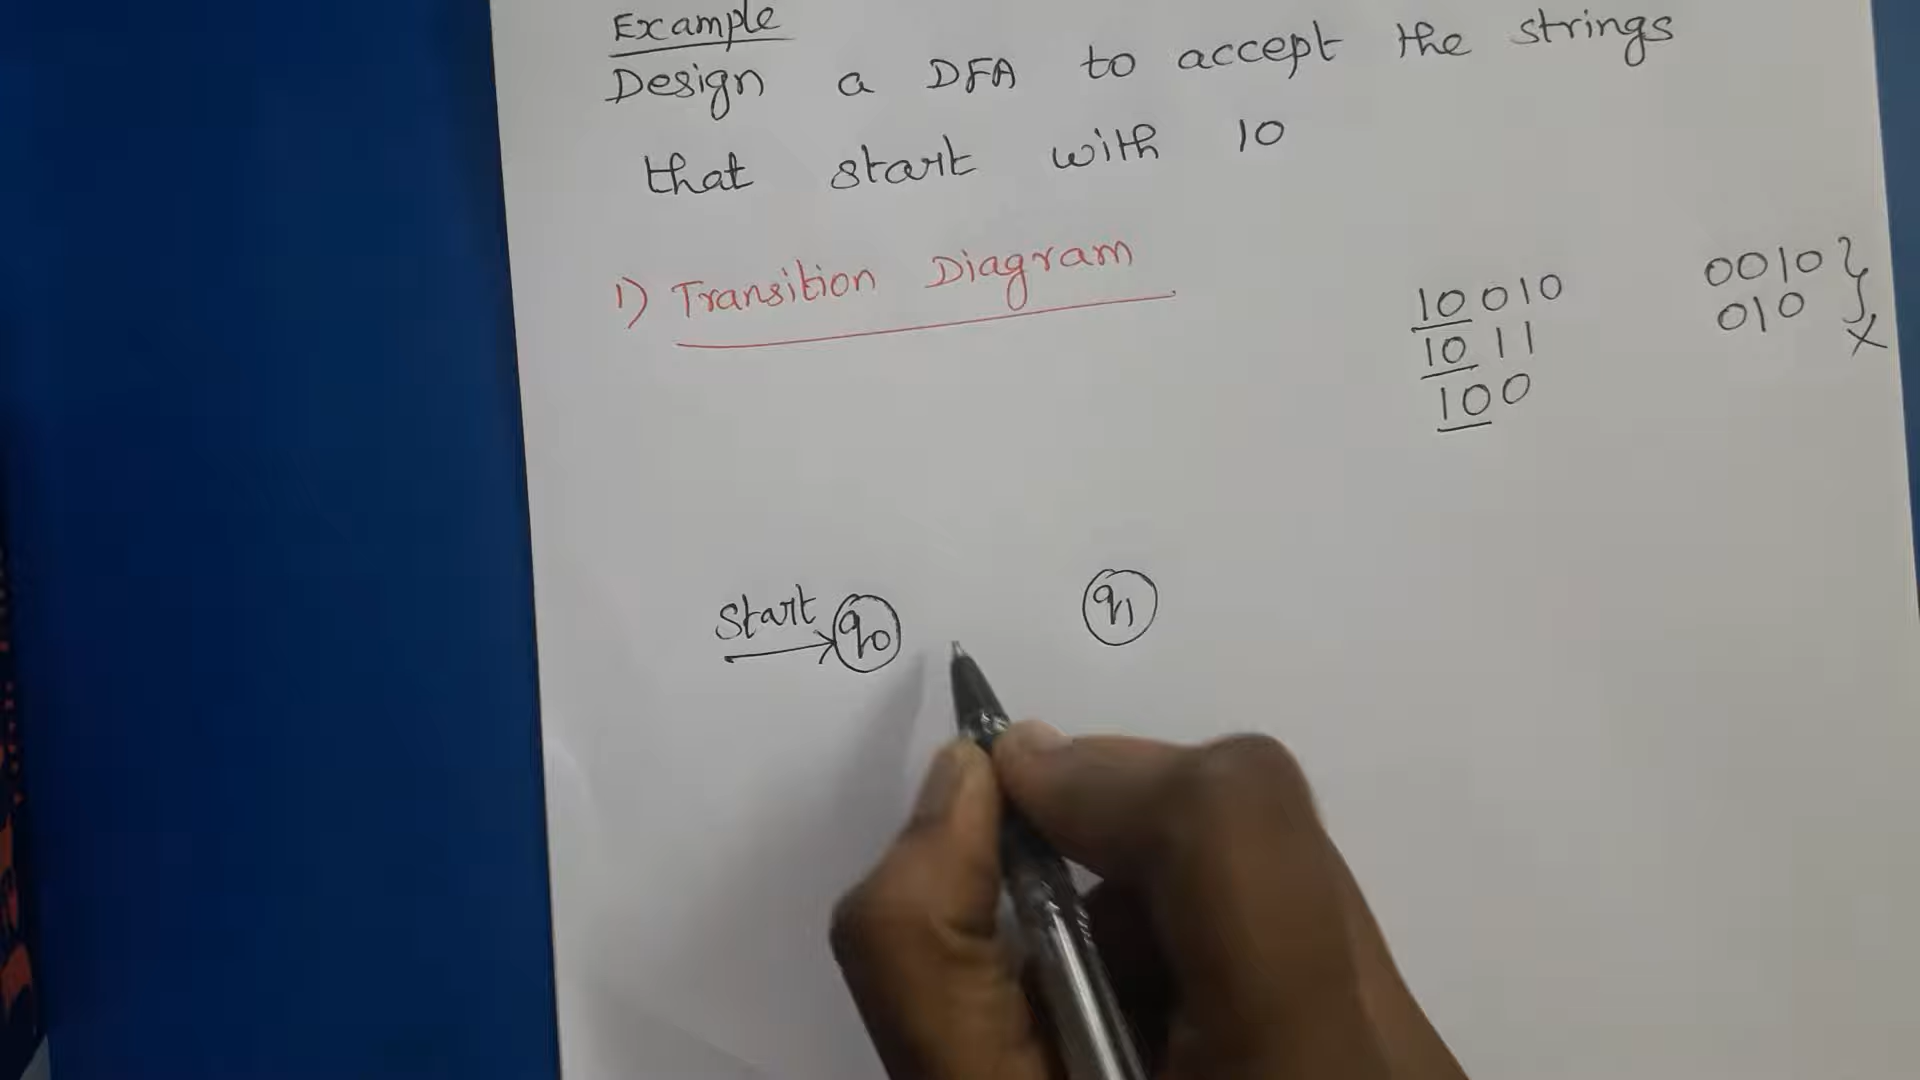 Example
Design a DFA to accept the strings
that start with 10
1) Transition Diagram
10010
1011
100
0010 }
010 }
X
Start
q0
q1